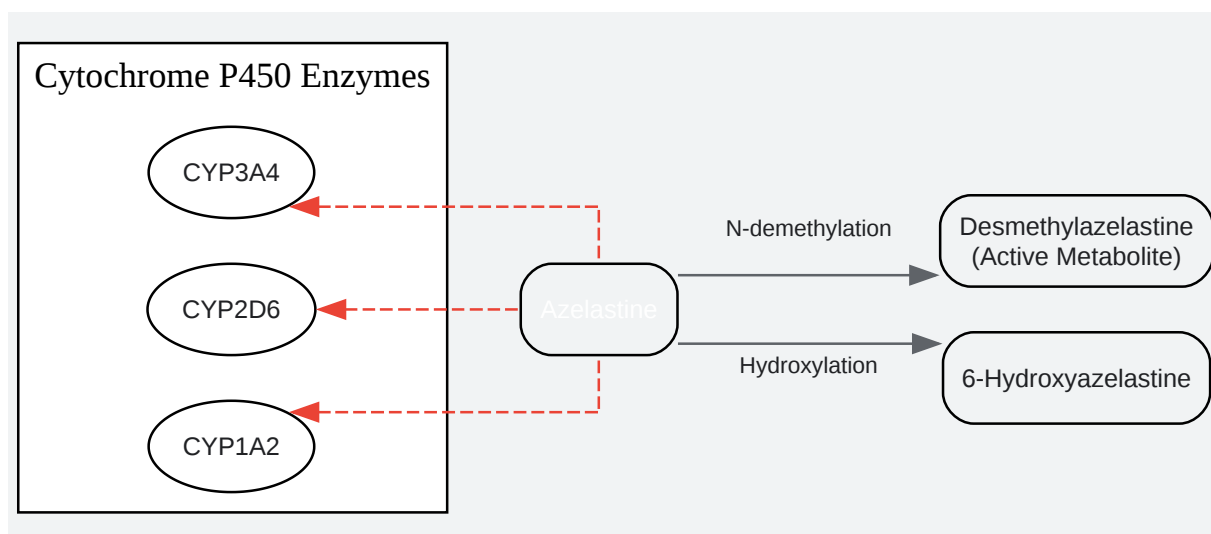 Cytochrome P450 Enzymes
CYP3A4
CYP2D6
CYP1A2
Azelastine
N-demethylation
Hydroxylation
Desmethylazelastine
(Active Metabolite)
6-Hydroxyazelastine